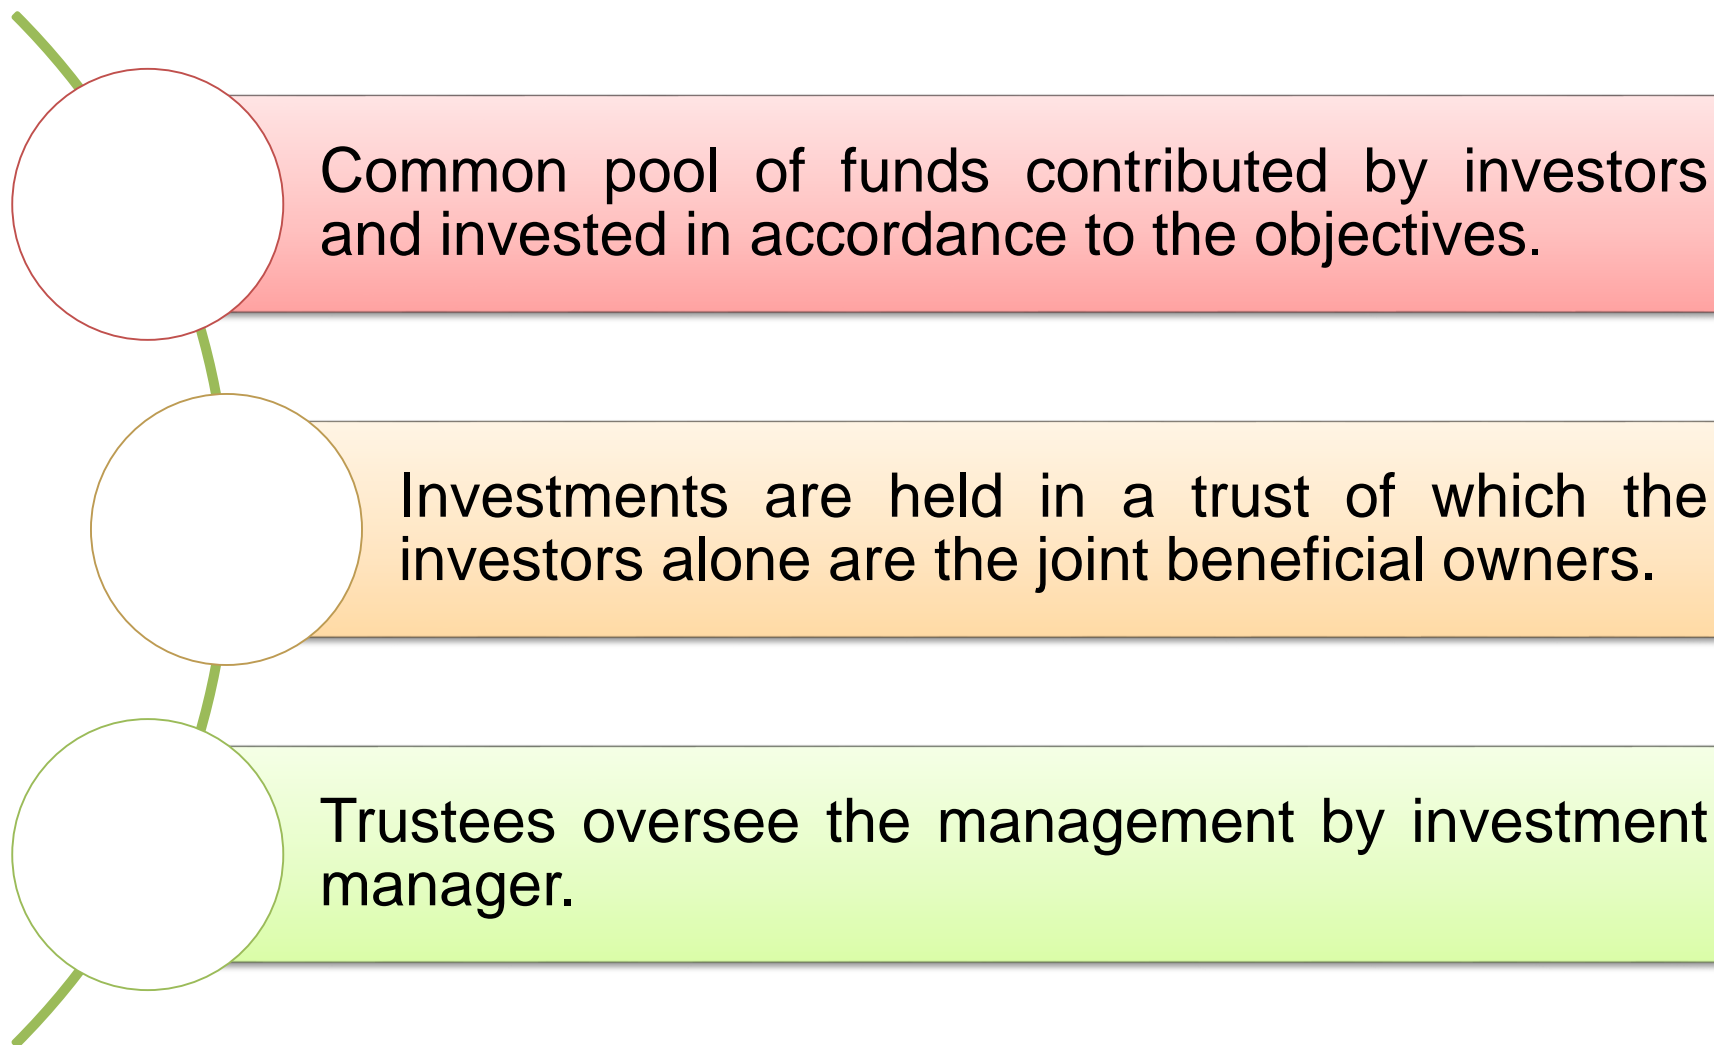 Common pool of funds contributed by investors
and invested in accordance to the objectives.
Investments are held in a trust of which the
investors alone are the joint beneficial owners.
Trustees oversee the management by investment
manager.